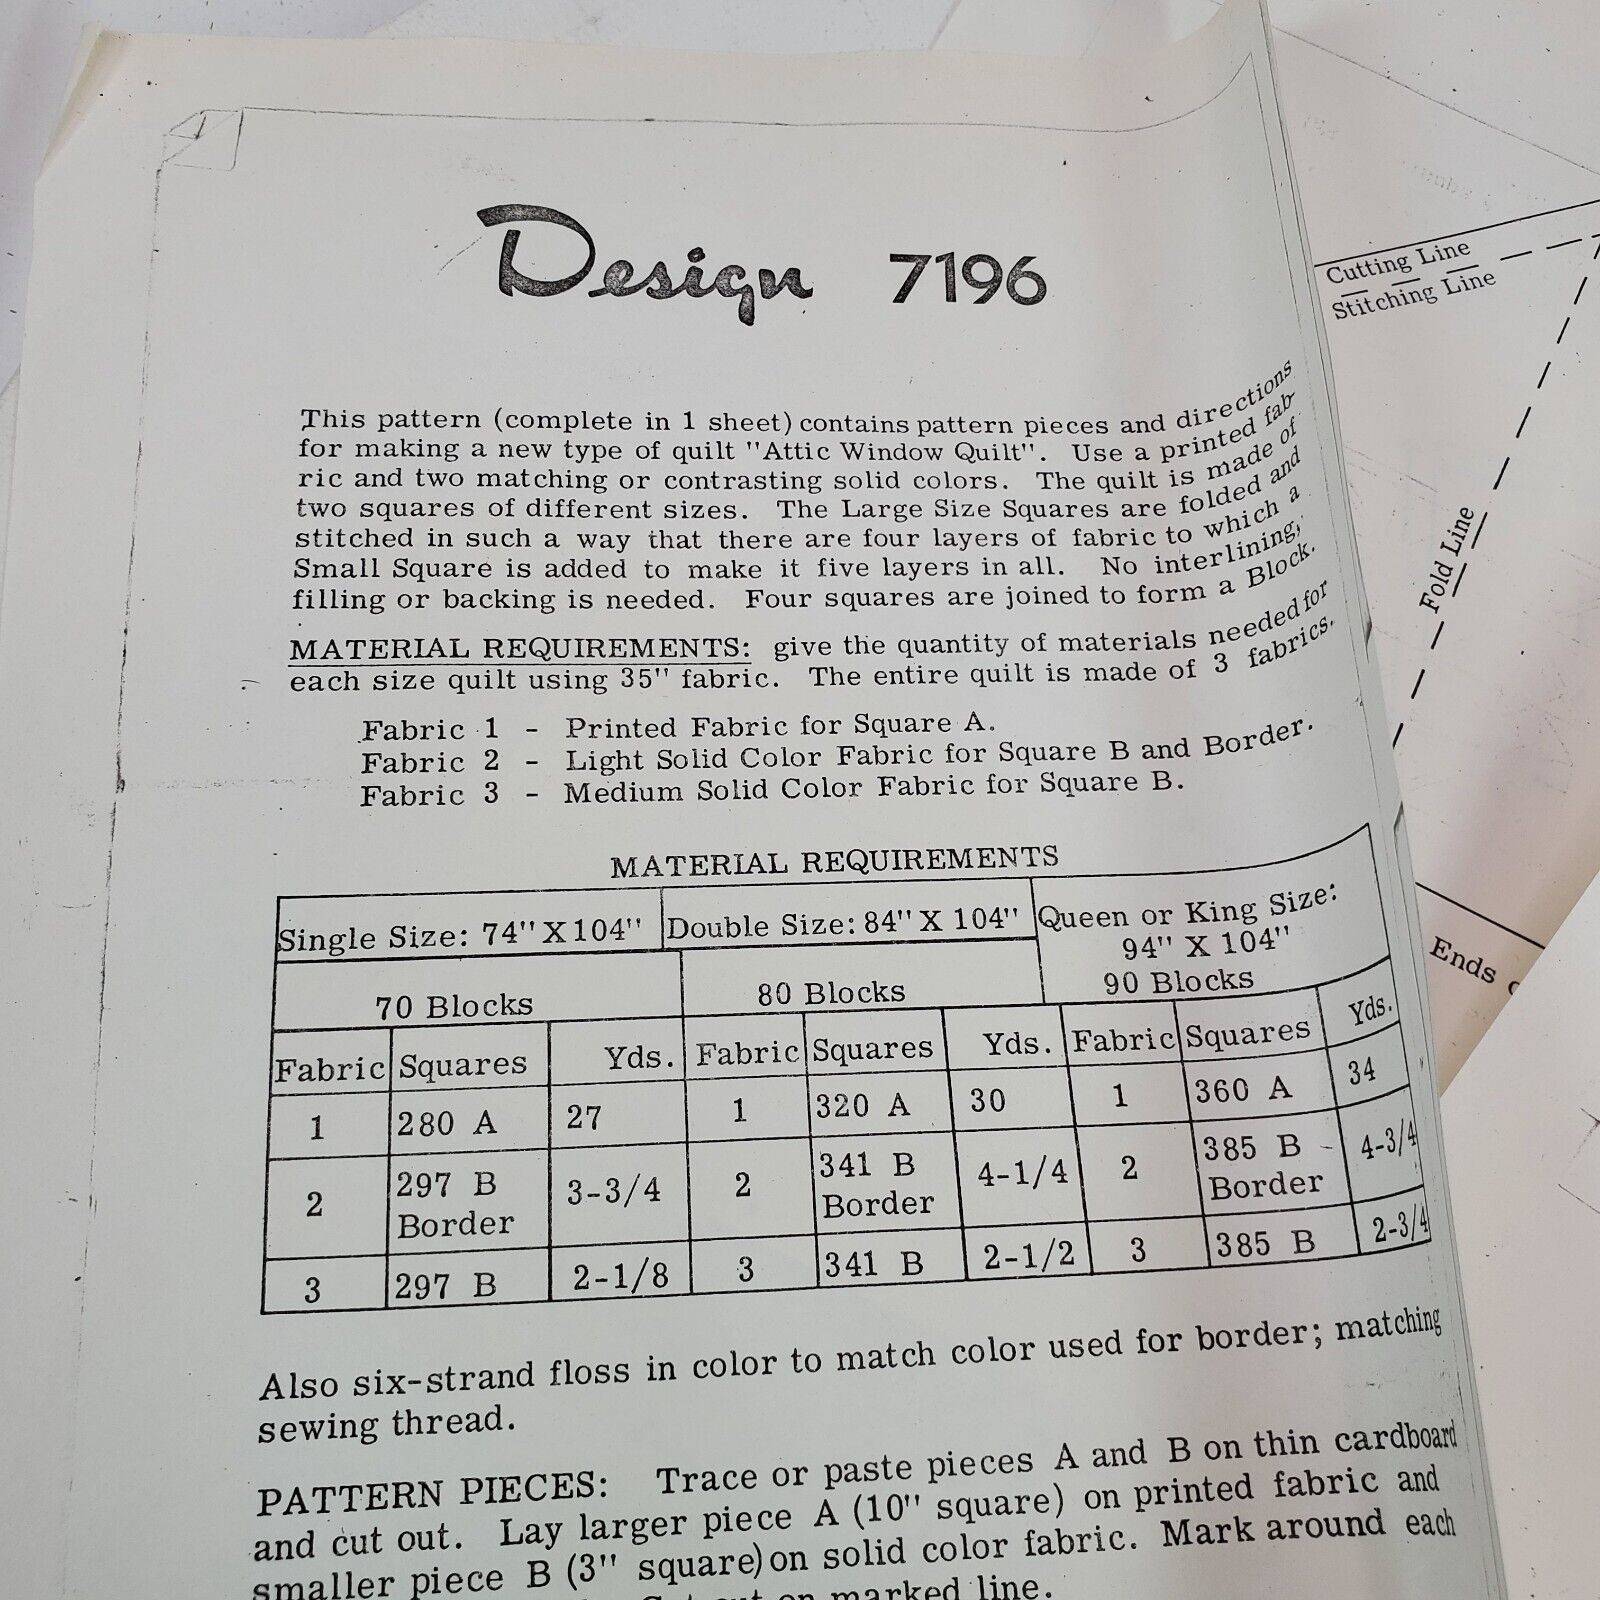 Design 7196
This pattern (complete in 1 sheet) contains pattern pieces and directions
for making a new type of quilt "Attic Window Quilt". Use a printed fab-
ric and two matching or contrasting solid colors. The quilt is made of
two squares of different sizes. The Large Size Squares are folded and
stitched in such a way that there are four layers of fabric to which a
Small Square is added to make it five layers in all. No interlining,
filling or backing is needed. Four squares are joined to form a Block.
MATERIAL REQUIREMENTS: give the quantity of materials needed for
each size quilt using 35" fabric. The entire quilt is made of 3 fabrics.
Fabric 1 - Printed Fabric for Square A.
Fabric 2 - Light Solid Color Fabric for Square B and Border.
Fabric 3 - Medium Solid Color Fabric for Square B.
MATERIAL REQUIREMENTS
Single Size: 74" X 104" Double Size: 84" X 104" Queen or King Size:
94" X 104"
70 Blocks 80 Blocks 90 Blocks
Fabric Squares Yds. Fabric Squares Yds. Fabric Squares Yds.
1 280 A 27 1 320 A 30 1 360 A 34
2 297 B 3-3/4 2 341 B 4-1/4 2 385 B 4-3/4
Border Border Border
3 297 B 2-1/8 3 341 B 2-1/2 3 385 B 2-3/4
Also six-strand floss in color to match color used for border; matching
sewing thread.
PATTERN PIECES: Trace or paste pieces A and B on thin cardboard
and cut out. Lay larger piece A (10" square) on printed fabric and
smaller piece B (3" square) on solid color fabric. Mark around each
on marked line.
Cutting Line
Stitching Line
Fold Line
Ends